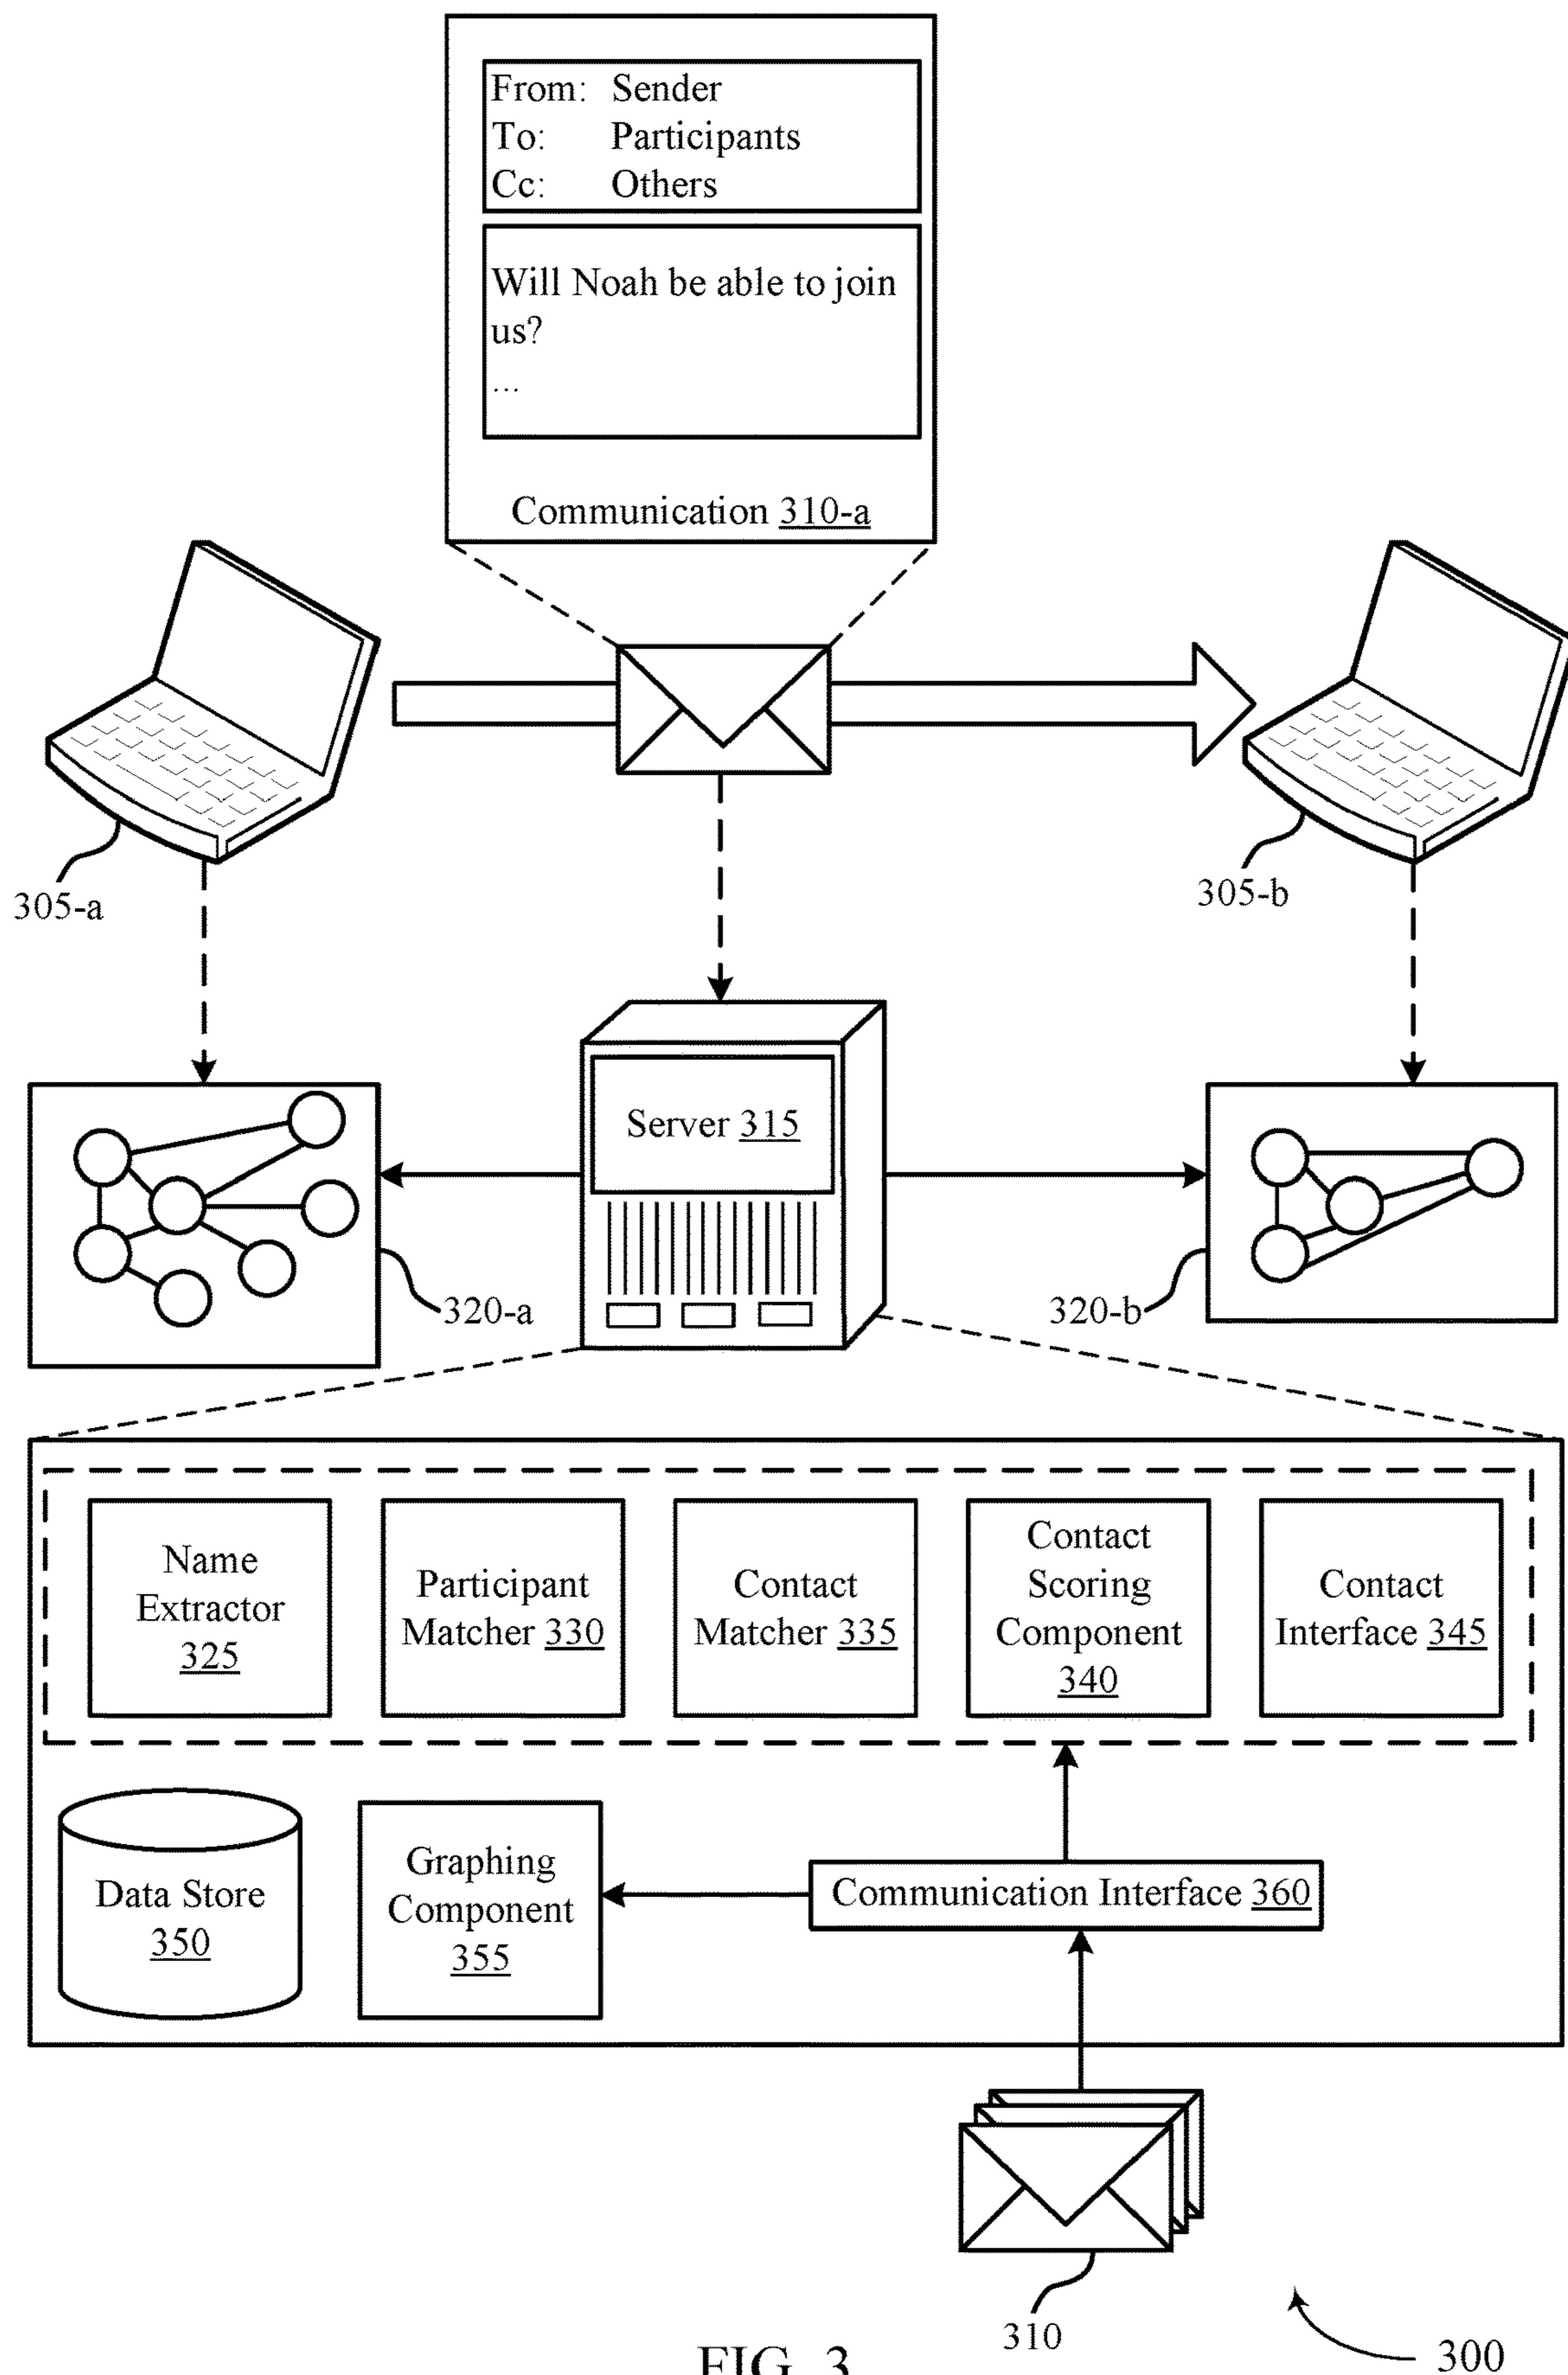 From: Sender
To: Participants
Cc: Others
Will Noah be able to join
us?
...
Communication 310-a
305-a
305-b
Server 315
320-a
320-b
Name
Extractor
325
Participant
Matcher 330
Contact
Matcher 335
Contact
Scoring
Component
340
Contact
Interface 345
Data Store
350
Graphing
Component
355
Communication Interface 360
310
300
FIG. 3